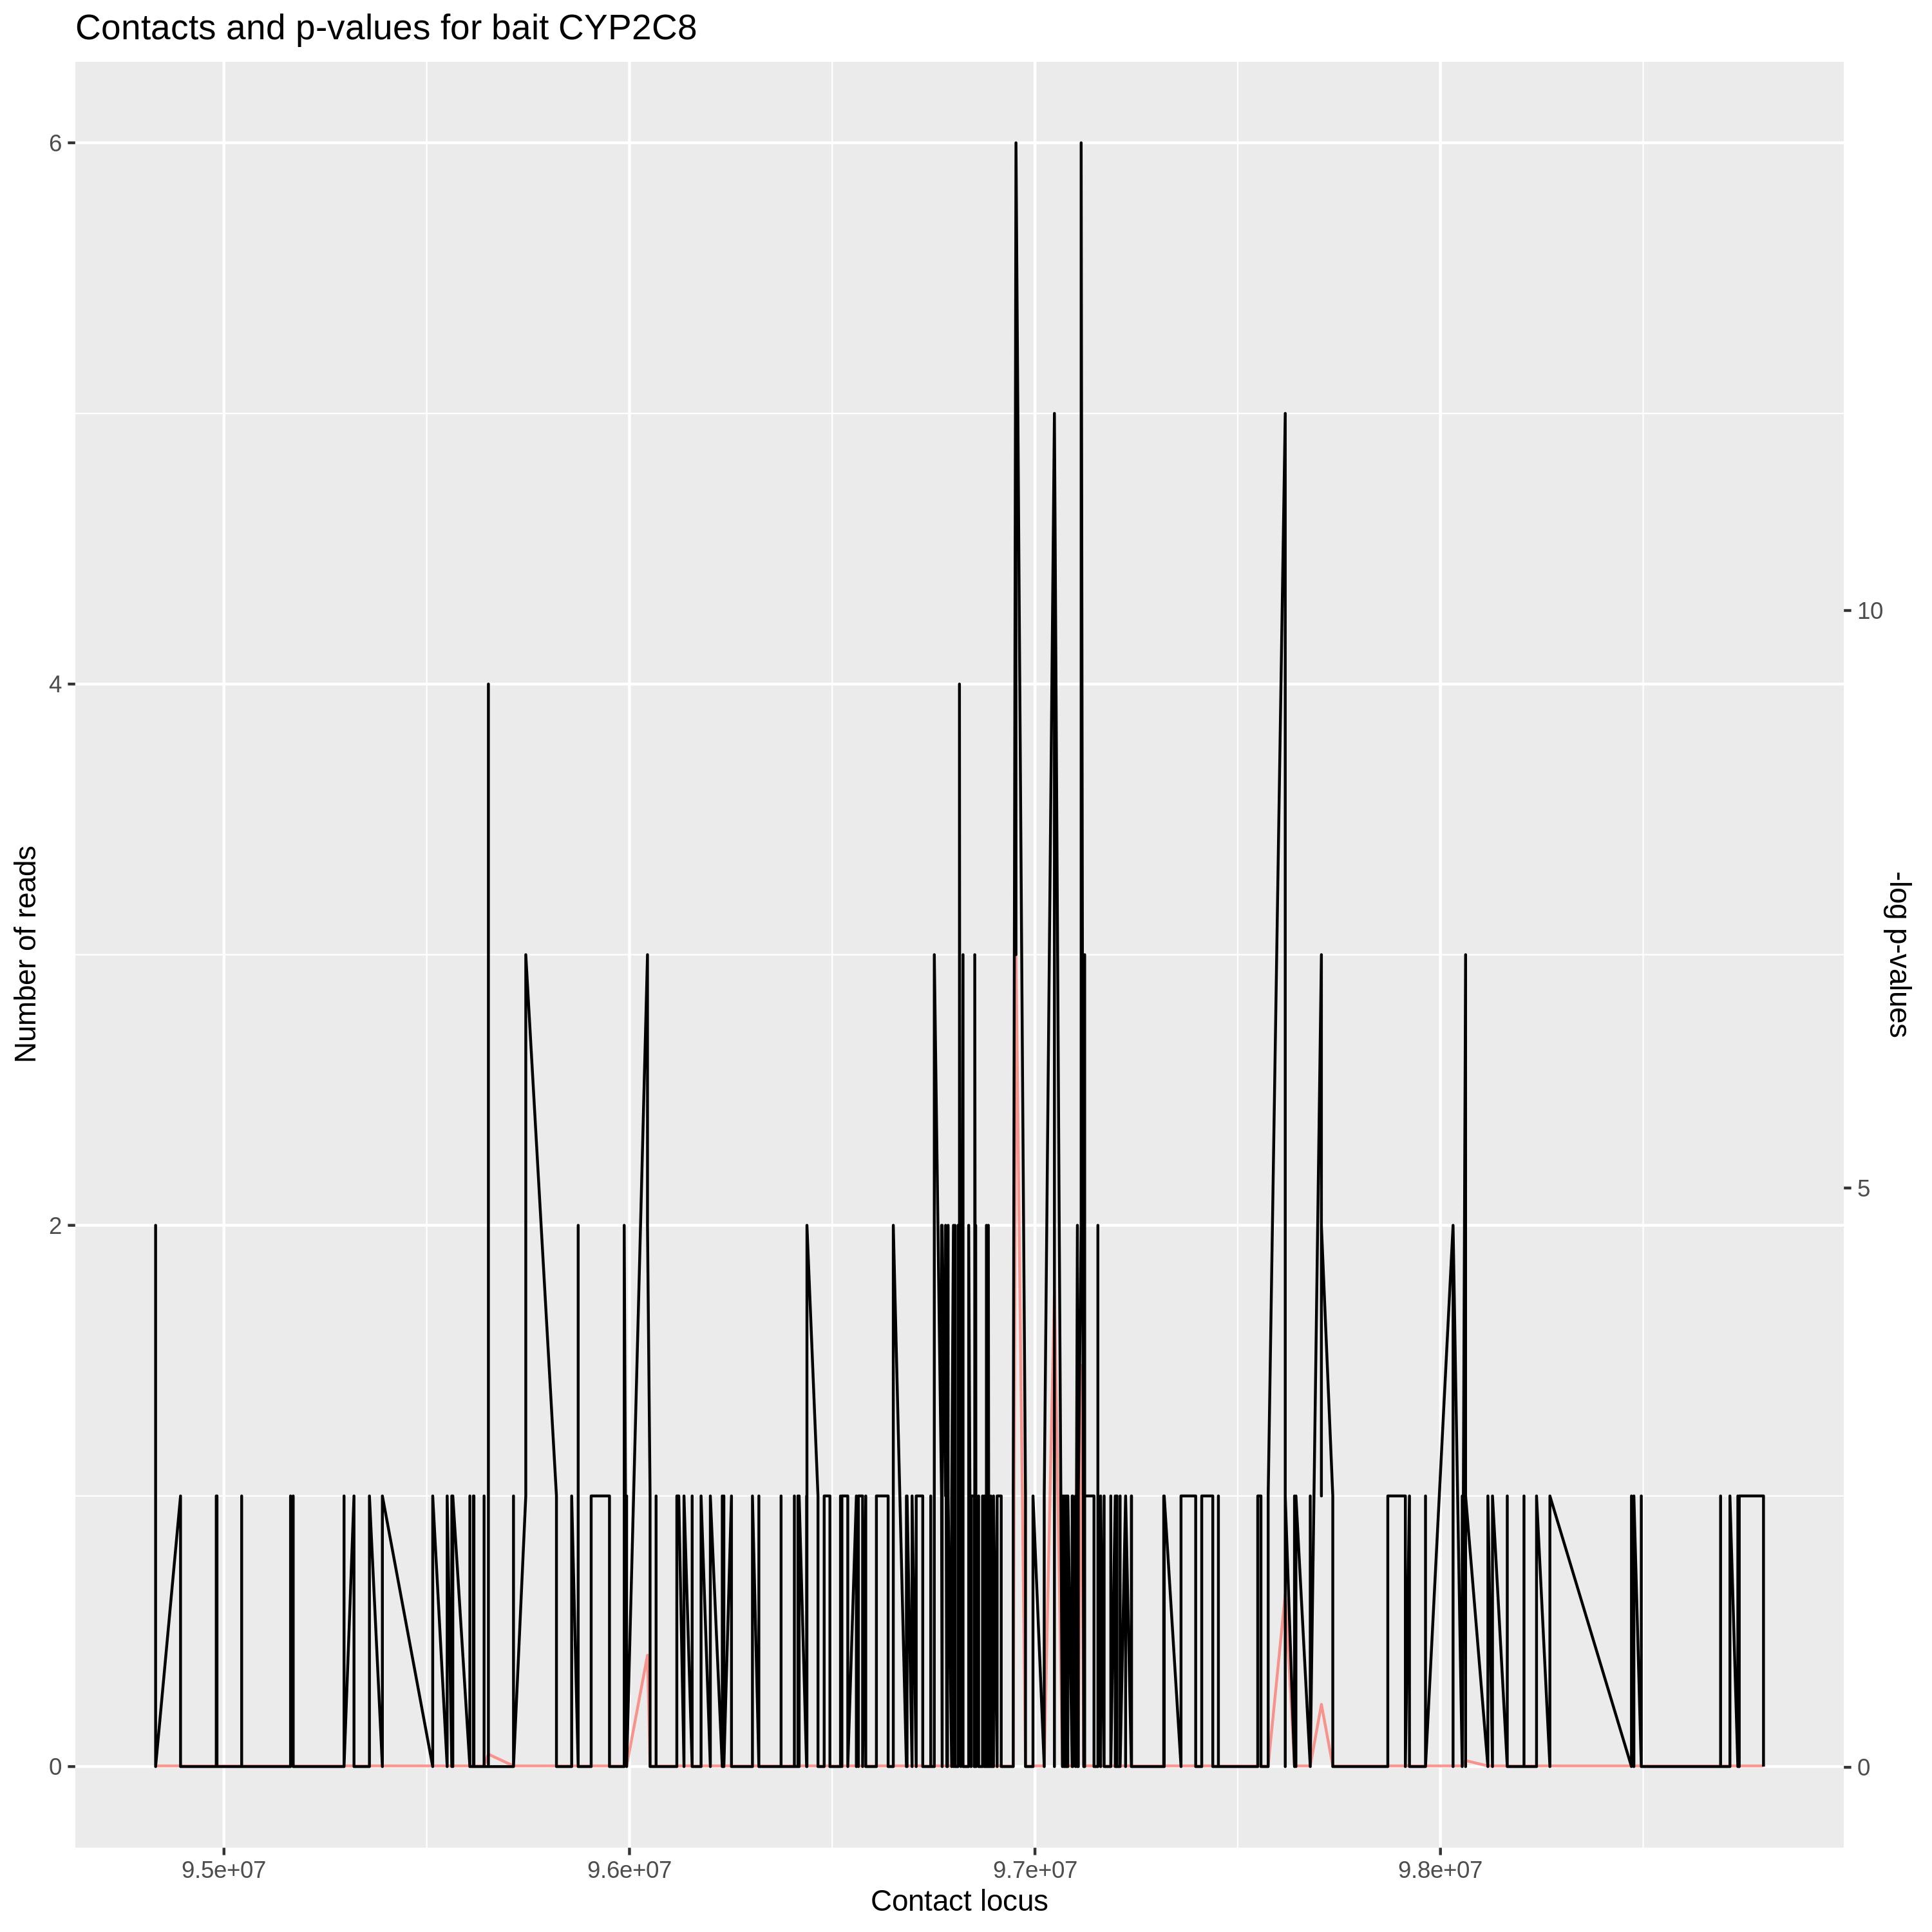 Contacts and p-values for bait CYP2C8
6
4
2
0
Number of reads
10
5
0
-log p-values
9.5e+07 9.6e+07 9.7e+07 9.8e+07
Contact locus